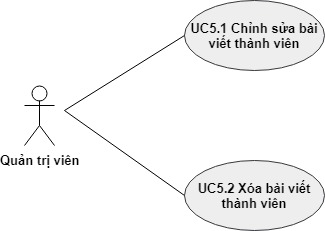 UC5.1 Chỉnh sửa bài
viết thành viên
Quản trị viên
UC5.2 Xóa bài viết
thành viên